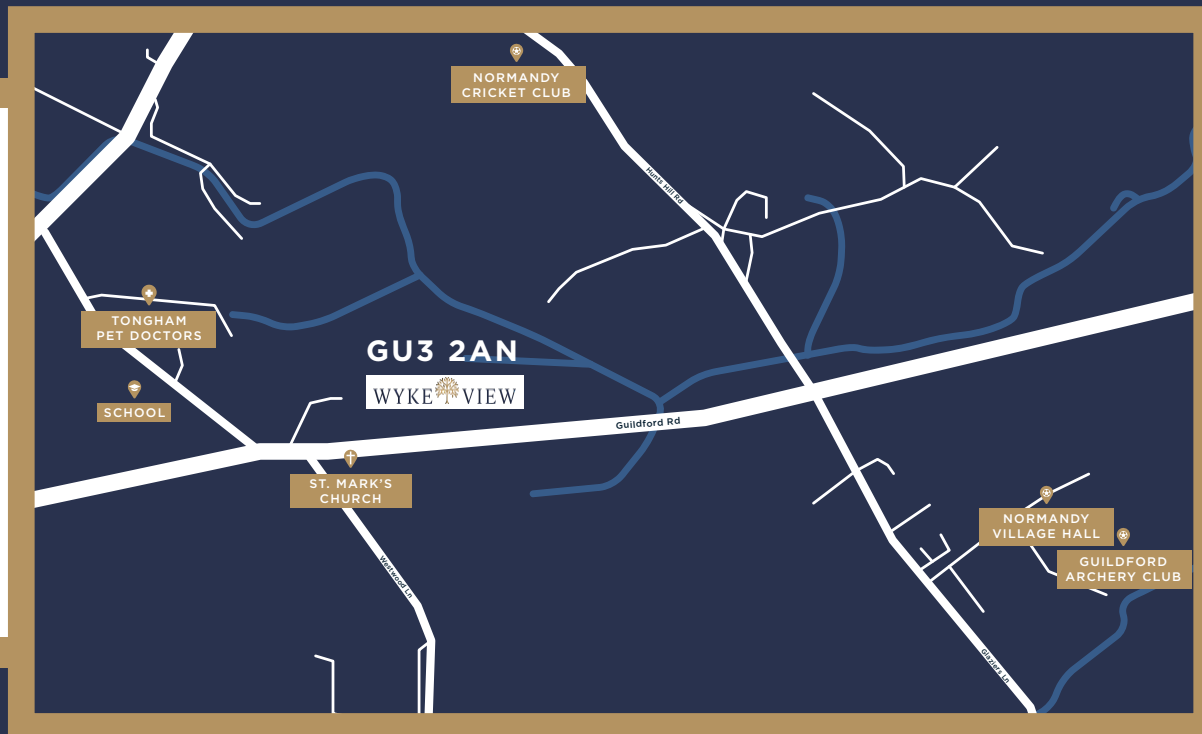 NORMANDY
CRICKET CLUB
Hunts Hill Rd
TONGHAM
PET DOCTORS
GU3 2AN
WYKE VIEW
SCHOOL
Guildford Rd
ST. MARK'S
CHURCH
NORMANDY
VILLAGE HALL
GUILDFORD
ARCHERY CLUB
Westwood Ln
Glaziers Ln